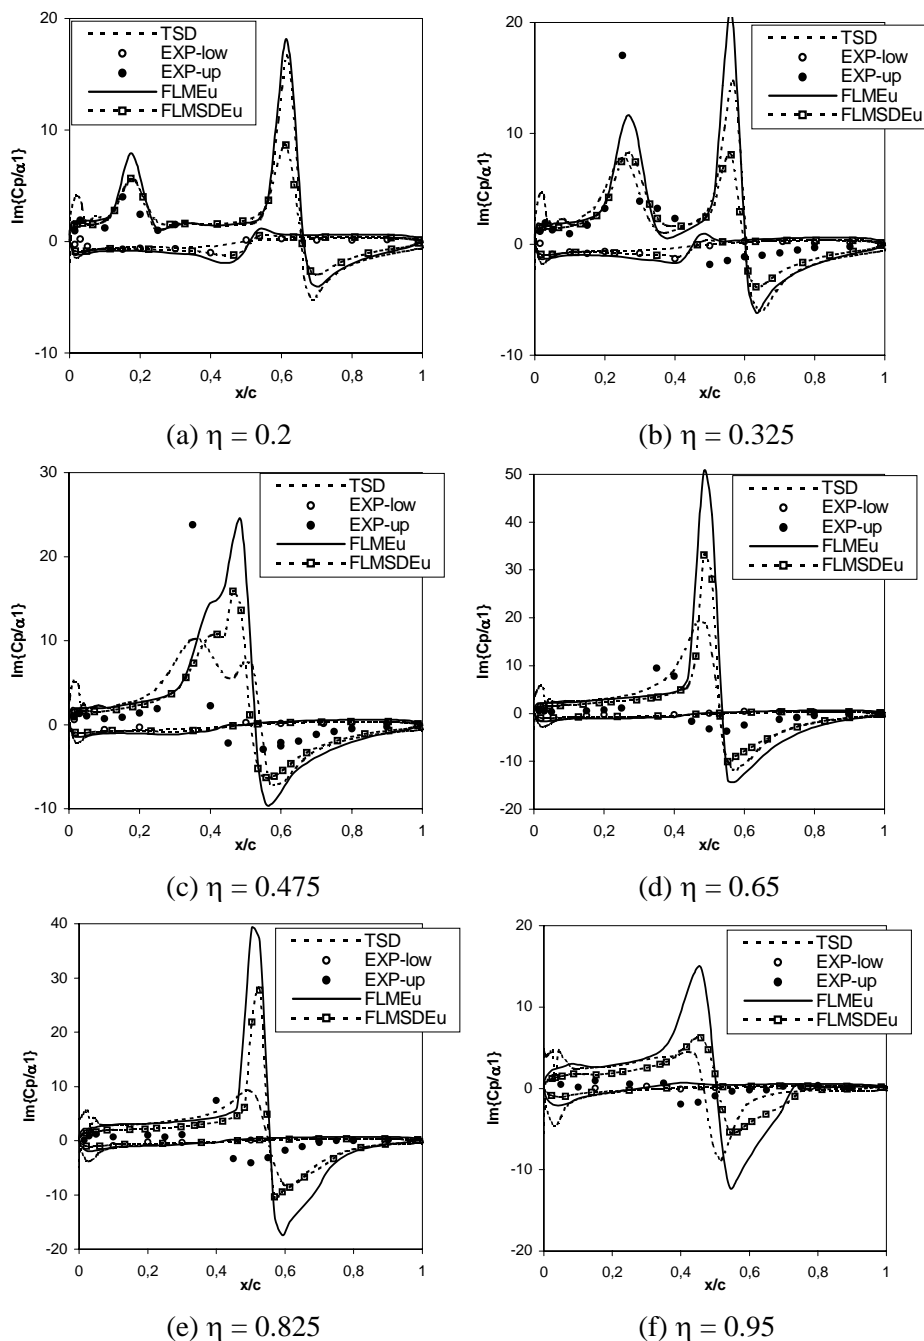 20
10
0
-10
Im{Cp/α1}
TSD
EXP-low
EXP-up
FLMEu
FLMSDEu
0 0,2 0,4 0,6 0,8 1
x/c
(a) η = 0.2
20
10
0
-10
Im{Cp/α1}
TSD
EXP-low
EXP-up
FLMEu
FLMSDEu
0 0,2 0,4 0,6 0,8 1
x/c
(b) η = 0.325
30
20
10
0
-10
Im{Cp/α1}
TSD
EXP-low
EXP-up
FLMEu
FLMSDEu
0 0,2 0,4 0,6 0,8 1
x/c
(c) η = 0.475
50
40
30
20
10
0
-10
-20
Im{Cp/α1}
TSD
EXP-low
EXP-up
FLMEu
FLMSDEu
0 0,2 0,4 0,6 0,8 1
x/c
(d) η = 0.65
40
30
20
10
0
-10
-20
Im{Cp/α1}
TSD
EXP-low
EXP-up
FLMEu
FLMSDEu
0 0,2 0,4 0,6 0,8 1
x/c
(e) η = 0.825
20
10
0
-10
-20
Im{Cp/α1}
TSD
EXP-low
EXP-up
FLMEu
FLMSDEu
0 0,2 0,4 0,6 0,8 1
x/c
(f) η = 0.95